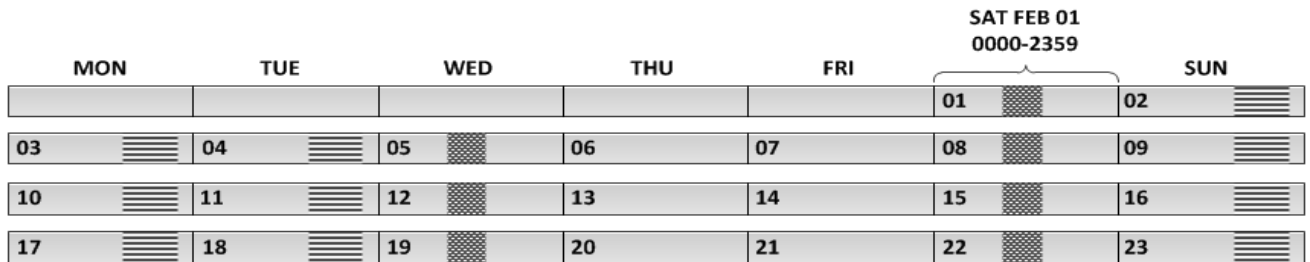 SAT FEB 01
0000-2359
MON TUE WED THU FRI SUN
01 02
03 04 05 06 07 08 09
10 11 12 13 14 15 16
17 18 19 20 21 22 23